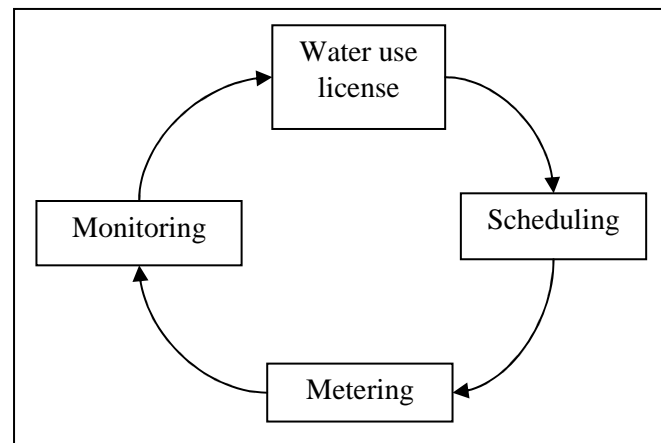 Water use
license
Scheduling
Metering
Monitoring